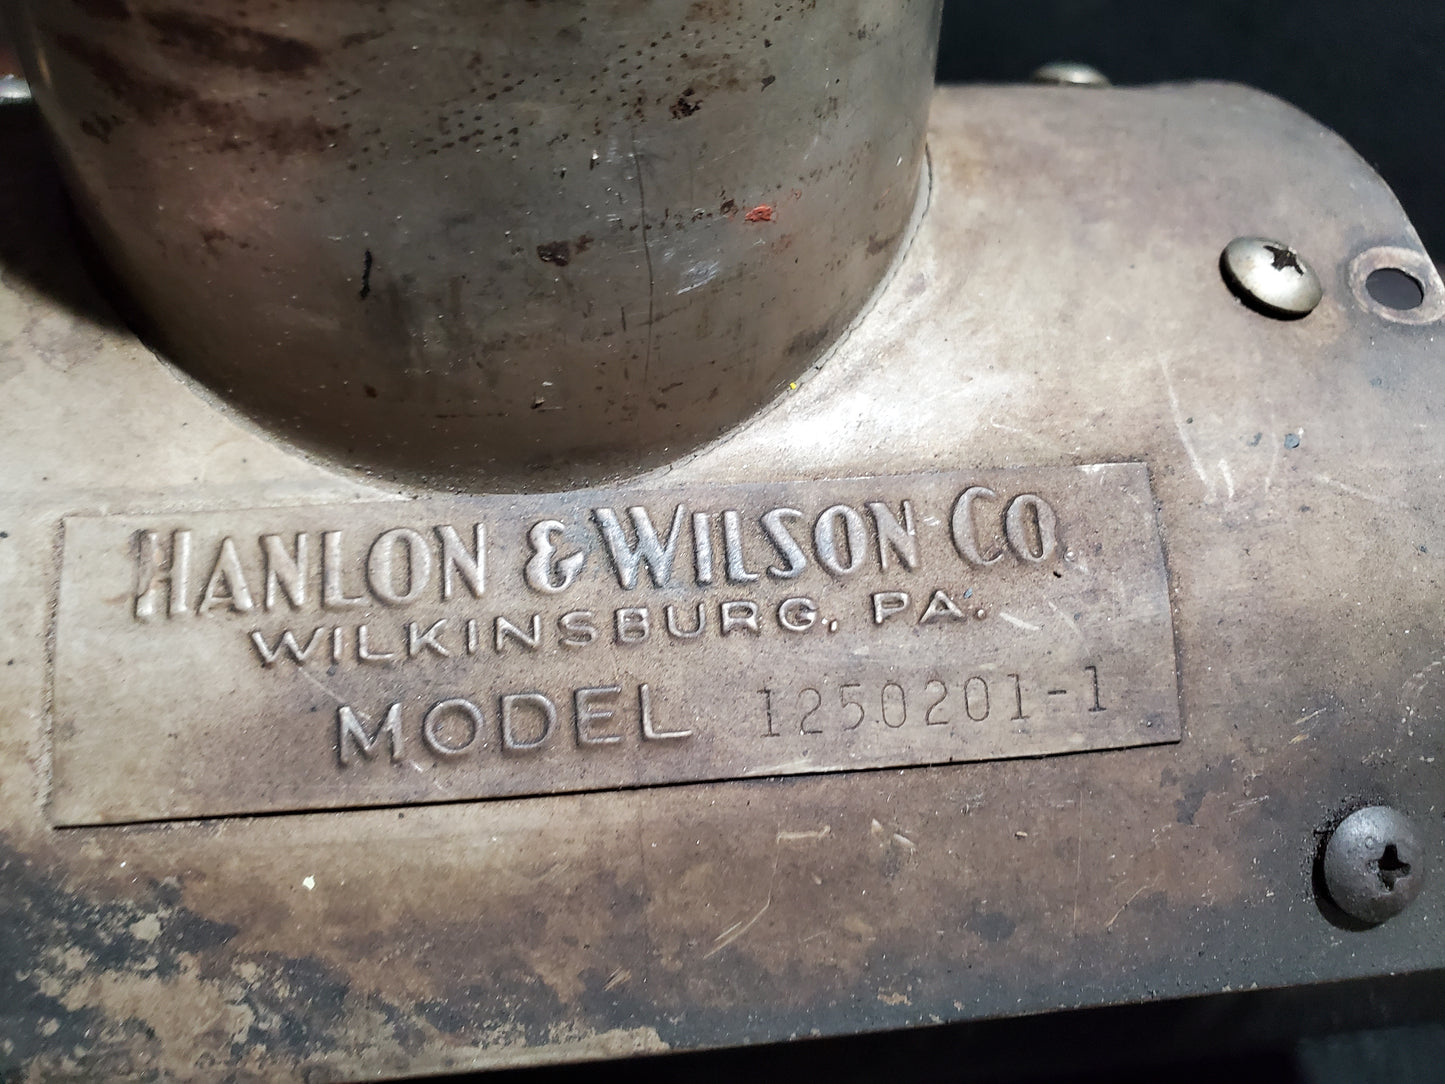 HANLON & WILSON CO.
WILKINSBURG, PA.
MODEL 1250201-1